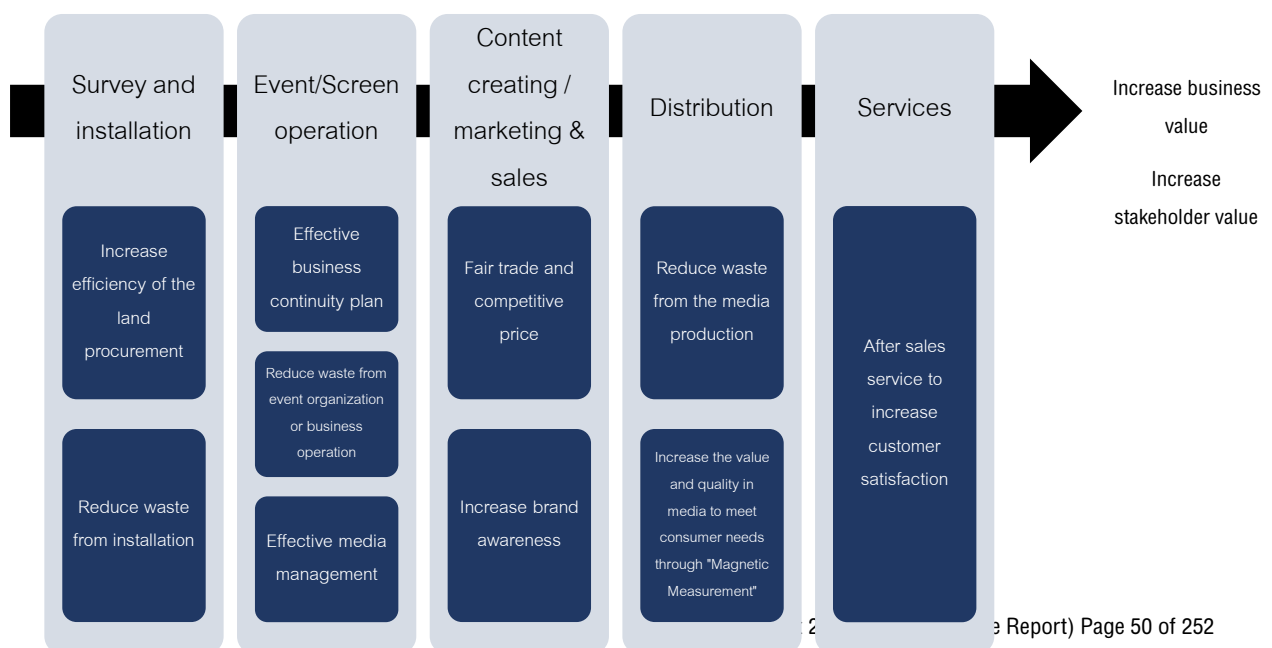 Survey and
installation
Increase
efficiency of the
land
procurement
Reduce waste
from installation
Event/Screen
operation
Effective
business
continuity plan
Reduce waste from
event organization
or business
operation
Effective media
management
Content
creating /
marketing &
sales
Fair trade and
competitive
price
Increase brand
awareness
Distribution
Reduce waste
from the media
production
Increase the value
and quality in
media to meet
consumer needs
through "Magnetic
Measurement"
Services
After sales
service to
increase
customer
satisfaction
Increase business
value
Increase
stakeholder value
2 e Report) Page 50 of 252